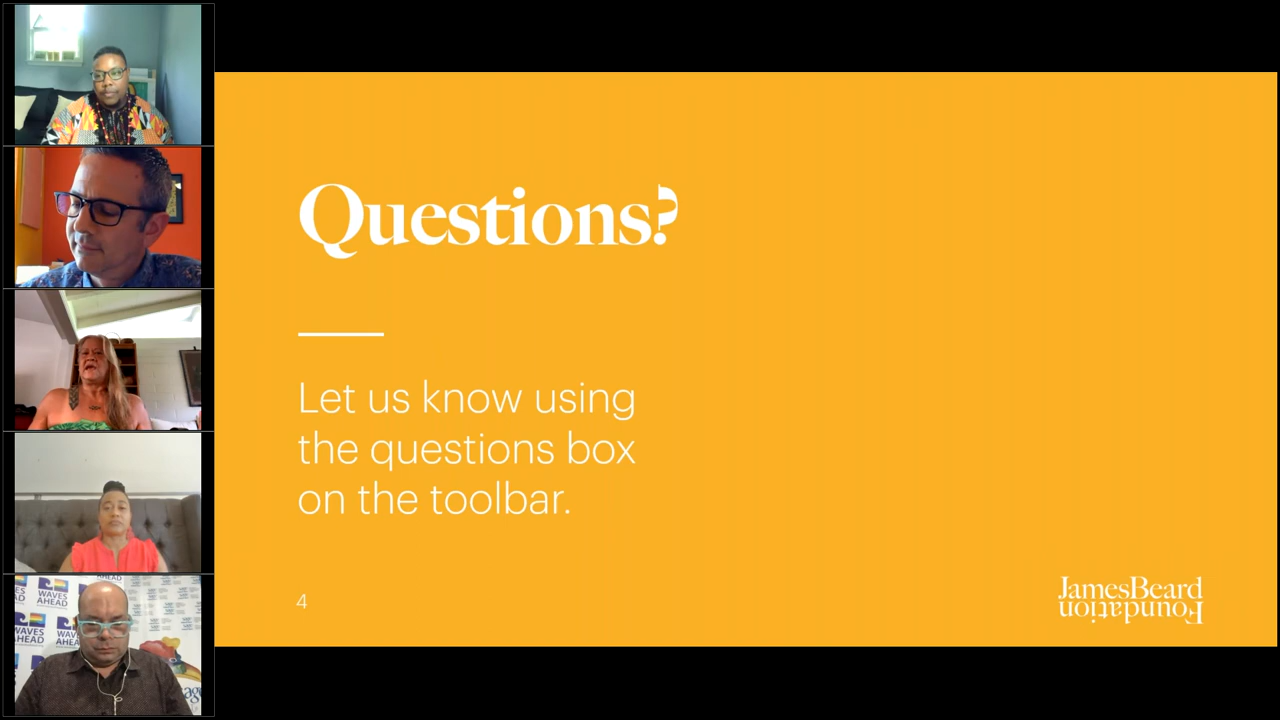 Questions?
Let us know using
the questions box
on the toolbar.
4
JamesBeard
Foundation
WAVES
AHEAD
WAVES
AHEAD
AHEAD